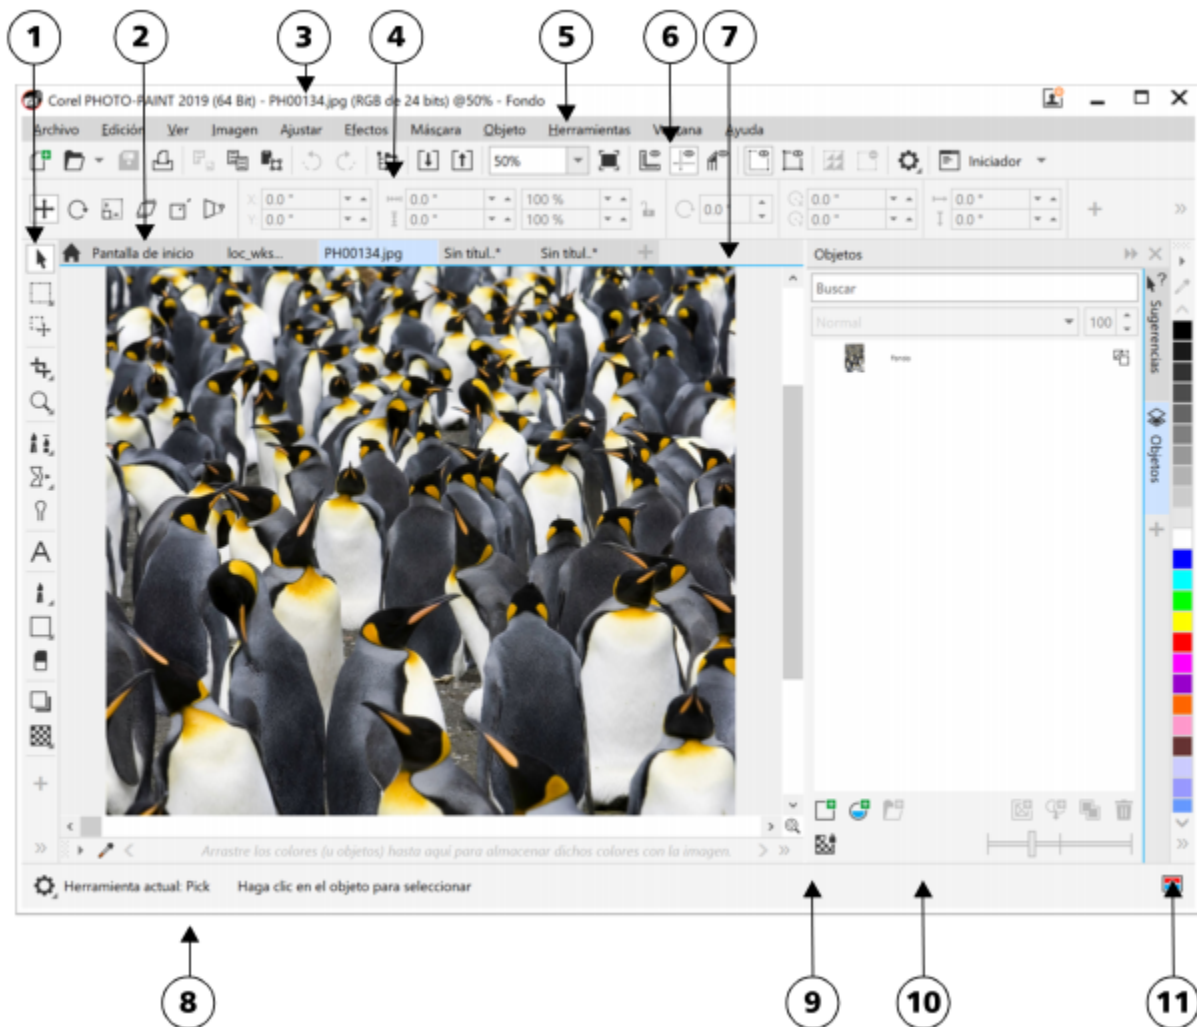 1 2 3 4 5 6 7
Corel PHOTO-PAINT 2019 (64 Bit) - PH00134.jpg (RGB de 24 bits) @50% - Fondo
Archivo Edición Ver Imagen Ajustar Efectos Máscara Objeto Herramientas Ventana Ayuda
50% Iniciador
X 0.0 " 0.0 " 100 % 0.0 ° 0.0 " 0.0 "
Y 0.0 " 0.0 " 100 % 0.0 " 0.0 "
Pantalla de inicio loc_wks... PH00134.jpg Sin títul..* Sin títul..* Objetos
Buscar
Normal 100
Fondo
Sugerencias
Objetos
A
Arrastre los colores (u objetos) hasta aquí para almacenar dichos colores con la imagen.
Herramienta actual: Pick Haga clic en el objeto para seleccionar
8 9 10 11